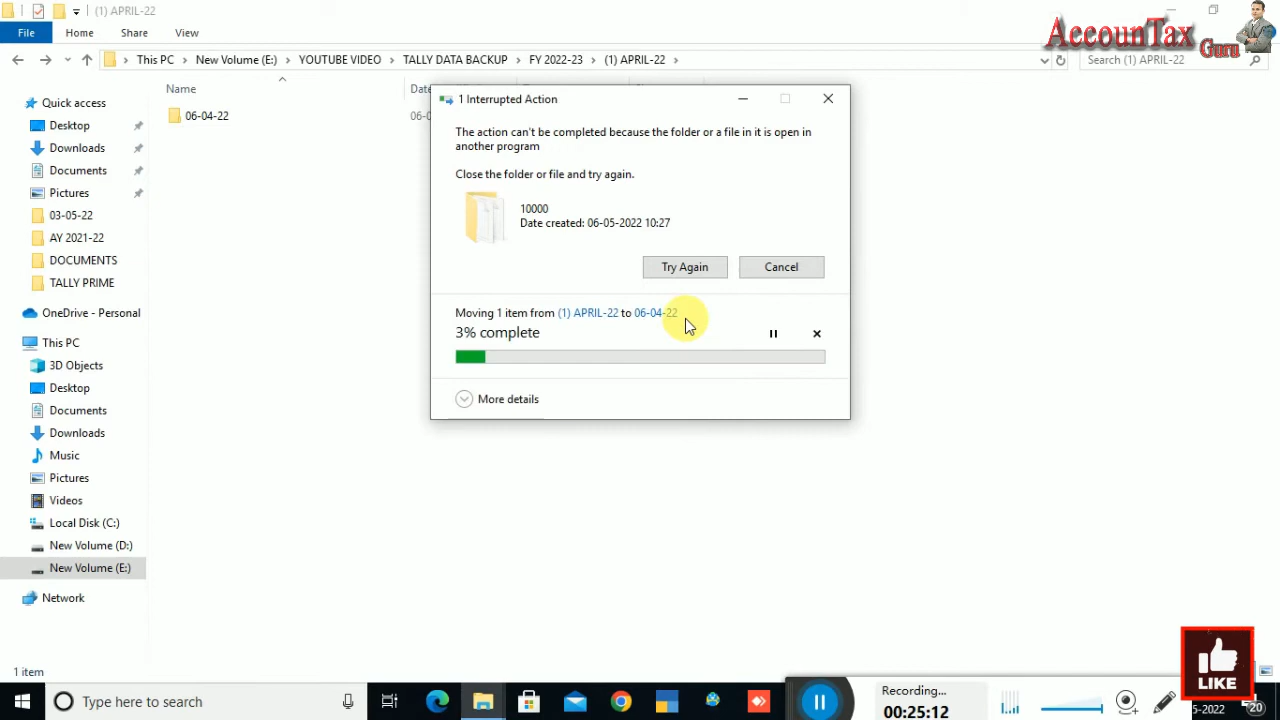 (1) APRIL-22
File Home Share View
AccounTax
Guru
This PC > New Volume (E:) > YOUTUBE VIDEO > TALLY DATA BACKUP > FY 2022-23 > (1) APRIL-22 >
Search (1) APRIL-22
Name
Date
06-04-22
06-0
Quick access
Desktop
Downloads
Documents
Pictures
03-05-22
AY 2021-22
DOCUMENTS
TALLY PRIME
OneDrive - Personal
This PC
3D Objects
Desktop
Documents
Downloads
Music
Pictures
Videos
Local Disk (C:)
New Volume (D:)
New Volume (E:)
Network
1 Interrupted Action
The action can't be completed because the folder or a file in it is open in
another program
Close the folder or file and try again.
10000
Date created: 06-05-2022 10:27
Try Again Cancel
Moving 1 item from (1) APRIL-22 to 06-04-22
3% complete
More details
1 item
LIKE
Type here to search
Recording...
00:25:12
5-2022
20